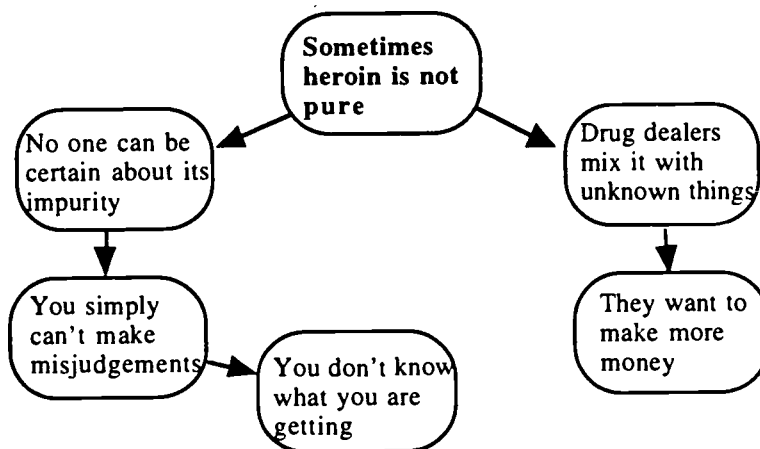 Sometimes
heroin is not
pure
No one can be
certain about its
impurity
Drug dealers
mix it with
unknown things
You simply
can't make
misjudgements
They want to
make more
money
You don't know
what you are
getting